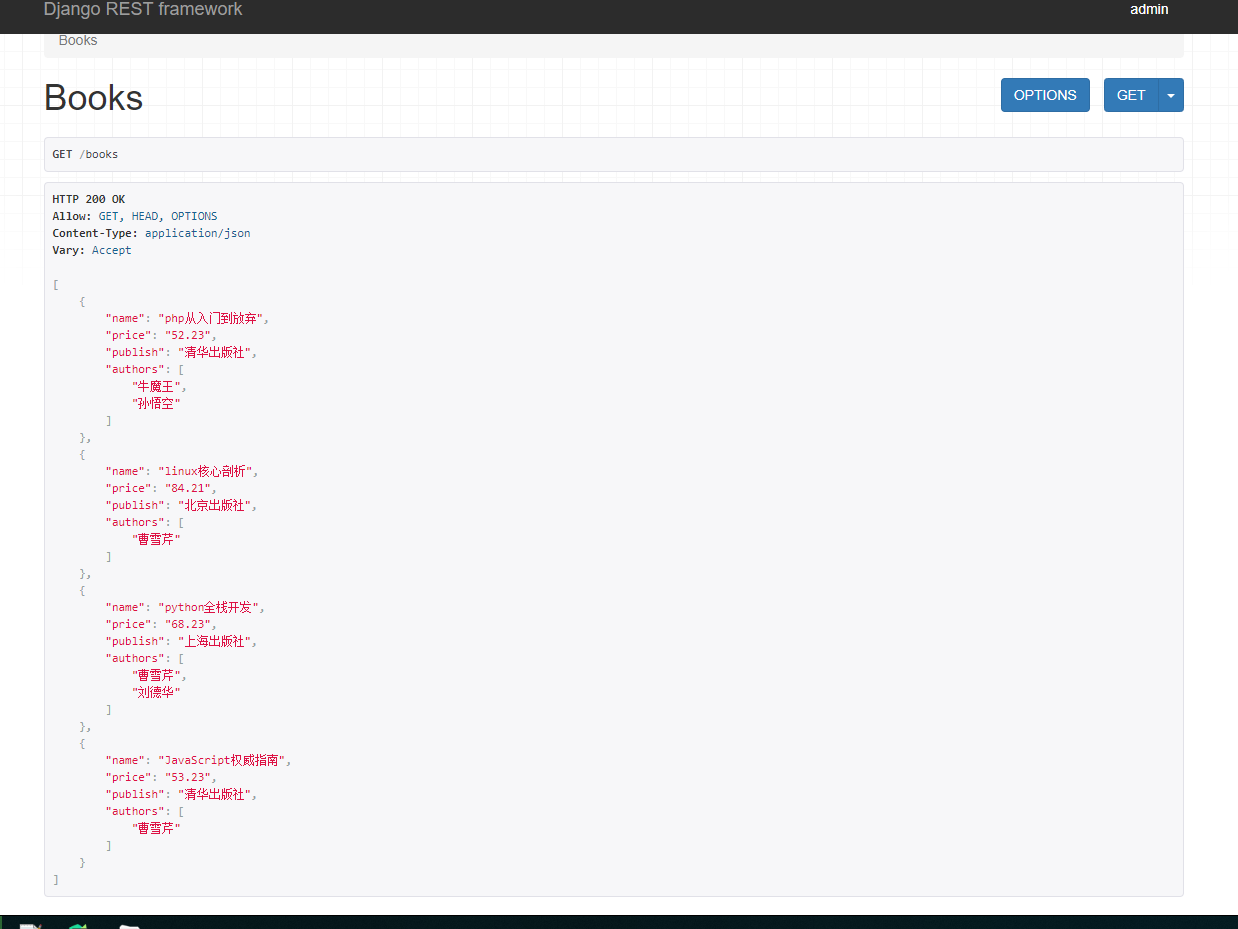 Django REST framework
admin
Books
Books
OPTIONS
GET
GET /books
HTTP 200 OK
Allow: GET, HEAD, OPTIONS
Content-Type: application/json
Vary: Accept
[
    {
        "name": "php从入门到放弃",
        "price": "52.23",
        "publish": "清华出版社",
        "authors": [
            "牛魔王",
            "孙悟空"
        ]
    },
    {
        "name": "linux核心剖析",
        "price": "84.21",
        "publish": "北京出版社",
        "authors": [
            "曹雪芹"
        ]
    },
    {
        "name": "python全栈开发",
        "price": "68.23",
        "publish": "上海出版社",
        "authors": [
            "曹雪芹",
            "刘德华"
        ]
    },
    {
        "name": "JavaScript权威指南",
        "price": "53.23",
        "publish": "清华出版社",
        "authors": [
            "曹雪芹"
        ]
    }
]